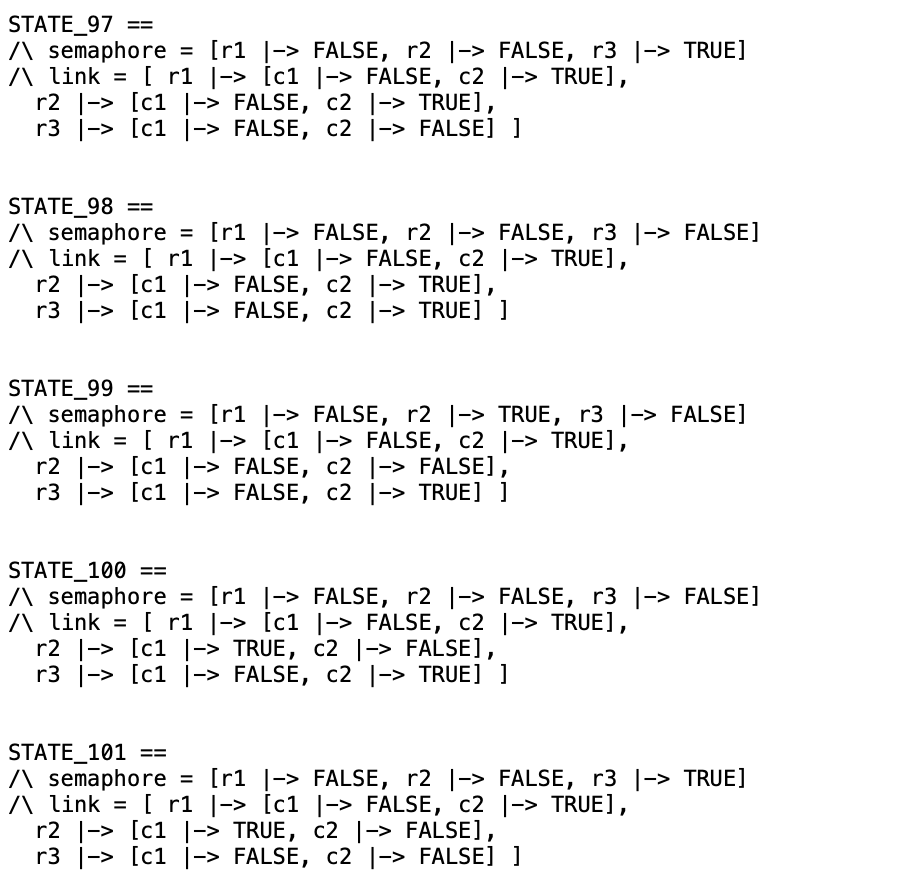 STATE_97 ==
/\ semaphore = [r1 |-> FALSE, r2 |-> FALSE, r3 |-> TRUE]
/\ link = [ r1 |-> [c1 |-> FALSE, c2 |-> TRUE],
  r2 |-> [c1 |-> FALSE, c2 |-> TRUE],
  r3 |-> [c1 |-> FALSE, c2 |-> FALSE] ]
STATE_98 ==
/\ semaphore = [r1 |-> FALSE, r2 |-> FALSE, r3 |-> FALSE]
/\ link = [ r1 |-> [c1 |-> FALSE, c2 |-> TRUE],
  r2 |-> [c1 |-> FALSE, c2 |-> TRUE],
  r3 |-> [c1 |-> FALSE, c2 |-> TRUE] ]
STATE_99 ==
/\ semaphore = [r1 |-> FALSE, r2 |-> TRUE, r3 |-> FALSE]
/\ link = [ r1 |-> [c1 |-> FALSE, c2 |-> TRUE],
  r2 |-> [c1 |-> FALSE, c2 |-> FALSE],
  r3 |-> [c1 |-> FALSE, c2 |-> TRUE] ]
STATE_100 ==
/\ semaphore = [r1 |-> FALSE, r2 |-> FALSE, r3 |-> FALSE]
/\ link = [ r1 |-> [c1 |-> FALSE, c2 |-> TRUE],
  r2 |-> [c1 |-> TRUE, c2 |-> FALSE],
  r3 |-> [c1 |-> FALSE, c2 |-> TRUE] ]
STATE_101 ==
/\ semaphore = [r1 |-> FALSE, r2 |-> FALSE, r3 |-> TRUE]
/\ link = [ r1 |-> [c1 |-> FALSE, c2 |-> TRUE],
  r2 |-> [c1 |-> TRUE, c2 |-> FALSE],
  r3 |-> [c1 |-> FALSE, c2 |-> FALSE] ]